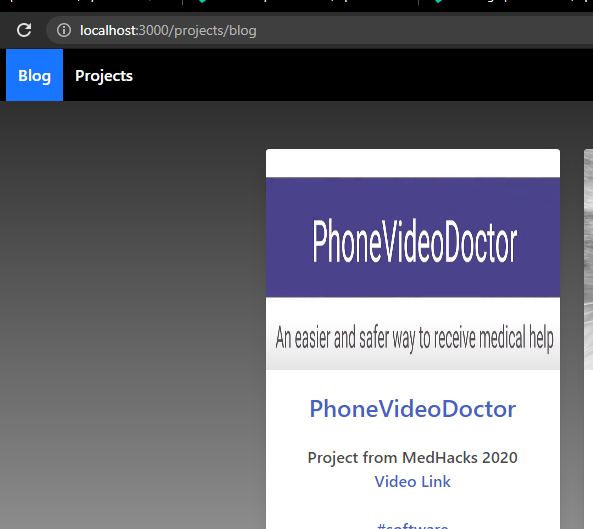 localhost:3000/projects/blog
Blog Projects
PhoneVideoDoctor
An easier and safer way to receive medical help
PhoneVideoDoctor
Project from MedHacks 2020
Video Link
#software